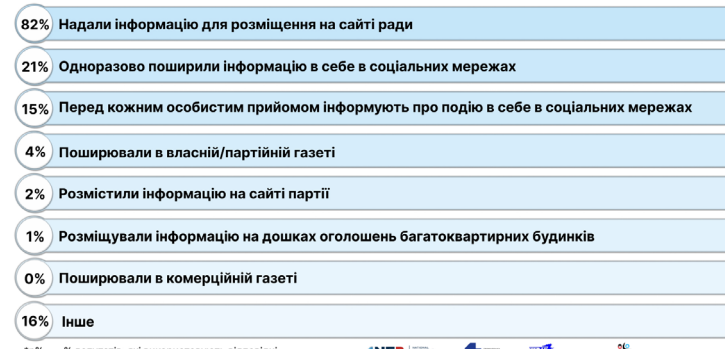 82% Надали інформацію для розміщення на сайті ради
21% Одноразово поширили інформацію в себе в соціальних мережах
15% Перед кожним особистим прийомом інформують про подію в себе в соціальних мережах
4% Поширювали в власній/партійній газеті
2% Розмістили інформацію на сайті партії
1% Розміщували інформацію на дошках оголошень багатоквартирних будинків
0% Поширювали в комерційній газеті
16% Інше